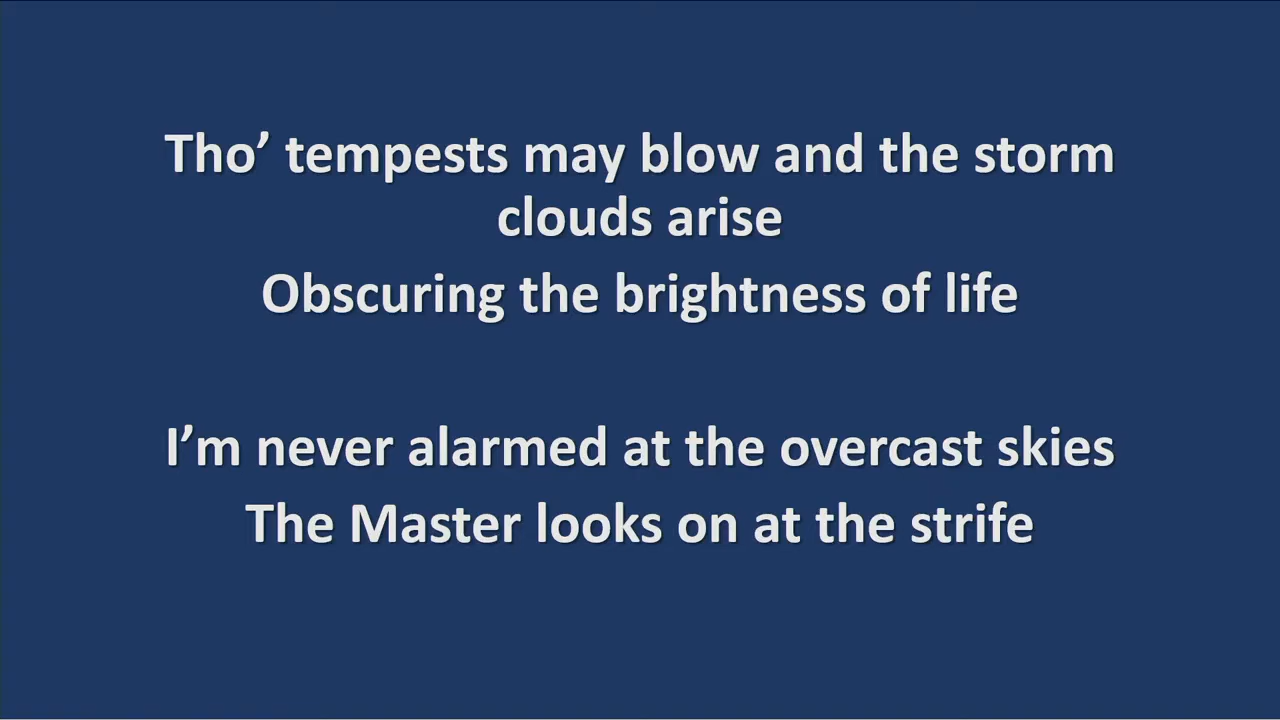 Tho’ tempests may blow and the storm
clouds arise
Obscuring the brightness of life
I’m never alarmed at the overcast skies
The Master looks on at the strife